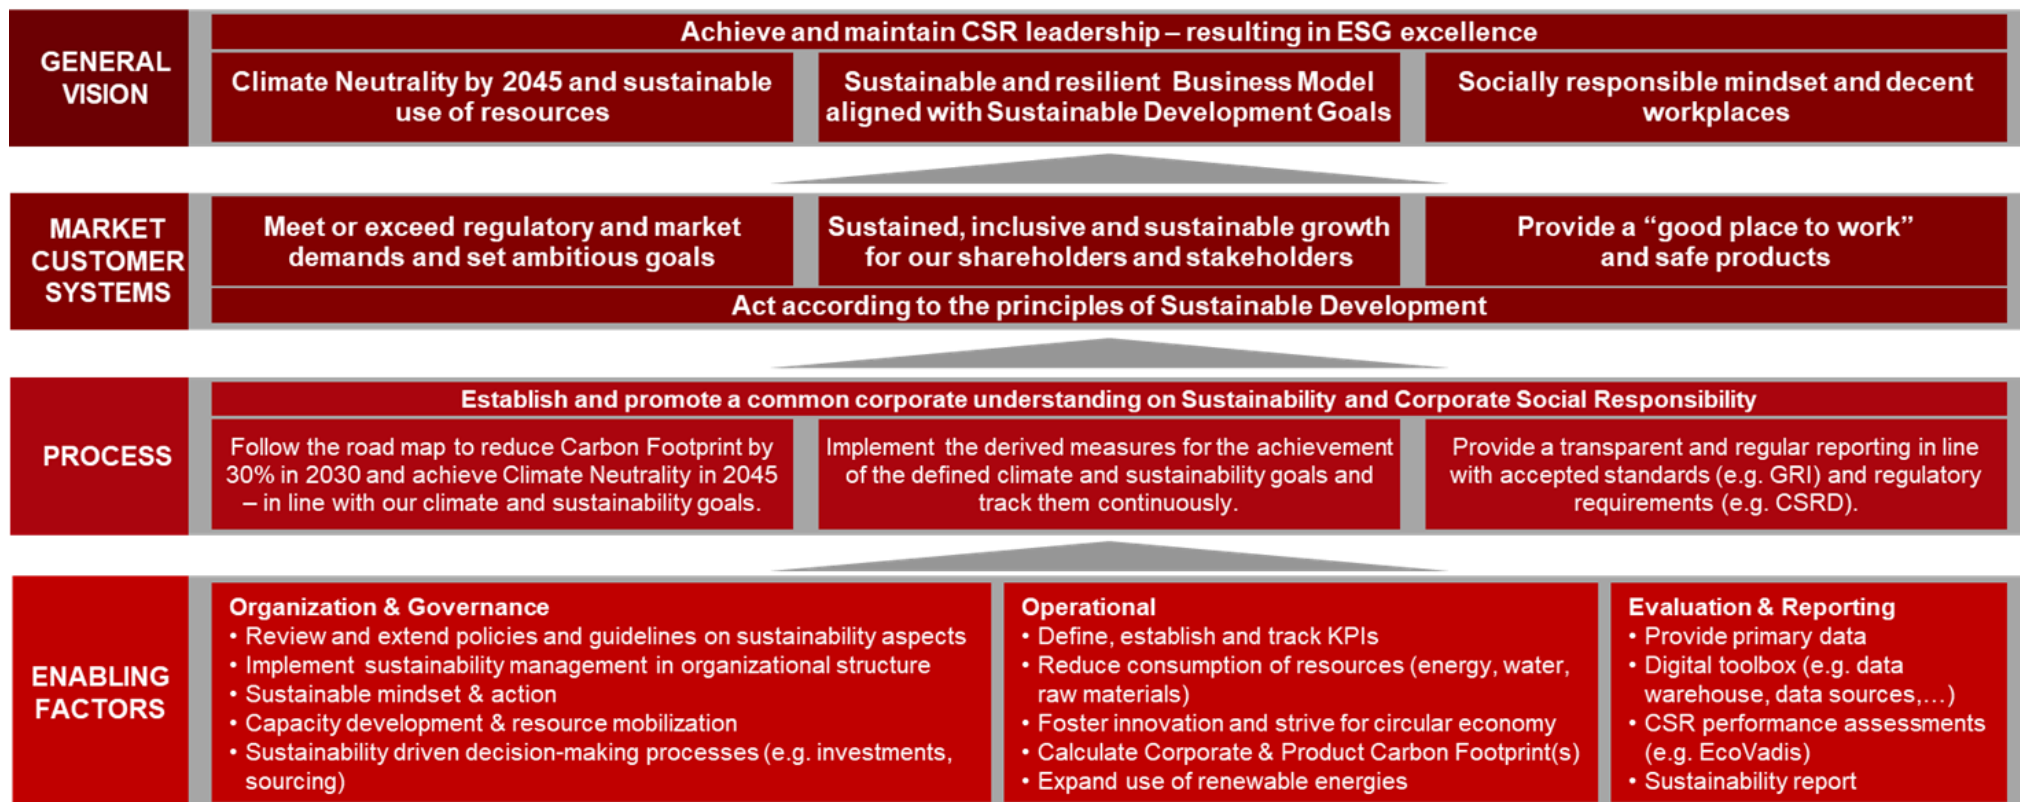 GENERAL
VISION
Achieve and maintain CSR leadership – resulting in ESG excellence
Climate Neutrality by 2045 and sustainable
use of resources
Sustainable and resilient Business Model
aligned with Sustainable Development Goals
Socially responsible mindset and decent
workplaces
MARKET
CUSTOMER
SYSTEMS
Meet or exceed regulatory and market
demands and set ambitious goals
Sustained, inclusive and sustainable growth
for our shareholders and stakeholders
Provide a “good place to work”
and safe products
Act according to the principles of Sustainable Development
PROCESS
Establish and promote a common corporate understanding on Sustainability and Corporate Social Responsibility
Follow the road map to reduce Carbon Footprint by
30% in 2030 and achieve Climate Neutrality in 2045
– in line with our climate and sustainability goals.
Implement the derived measures for the achievement
of the defined climate and sustainability goals and
track them continuously.
Provide a transparent and regular reporting in line
with accepted standards (e.g. GRI) and regulatory
requirements (e.g. CSRD).
ENABLING
FACTORS
Organization & Governance
• Review and extend policies and guidelines on sustainability aspects
• Implement sustainability management in organizational structure
• Sustainable mindset & action
• Capacity development & resource mobilization
• Sustainability driven decision-making processes (e.g. investments,
sourcing)
Operational
• Define, establish and track KPIs
• Reduce consumption of resources (energy, water,
raw materials)
• Foster innovation and strive for circular economy
• Calculate Corporate & Product Carbon Footprint(s)
• Expand use of renewable energies
Evaluation & Reporting
• Provide primary data
• Digital toolbox (e.g. data
warehouse, data sources,…)
• CSR performance assessments
(e.g. EcoVadis)
• Sustainability report